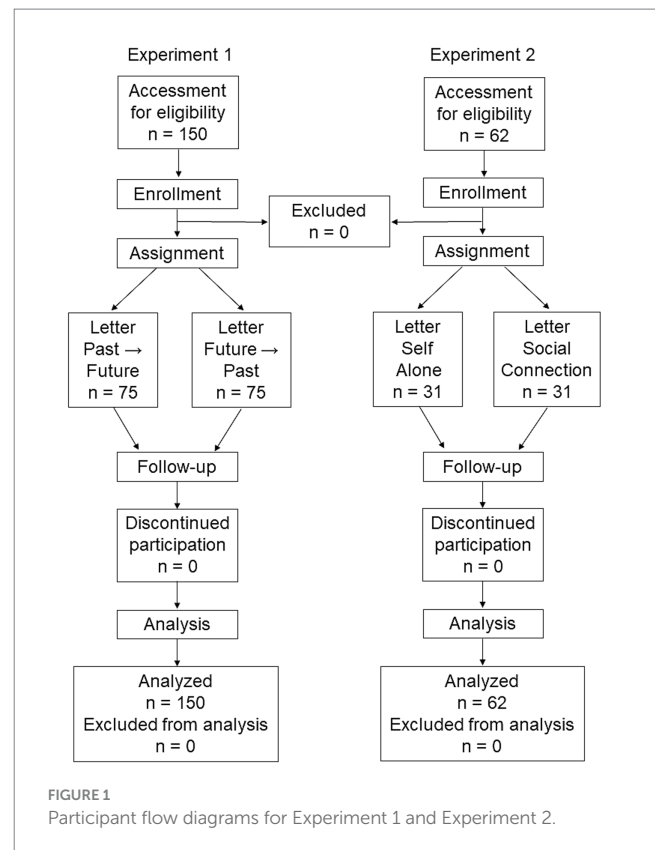 Experiment 1
Accessment
for eligibility
n = 150
Enrollment
Assignment
Letter
Past →
Future
n = 75
Letter
Future →
Past
n = 75
Follow-up
Discontinued
participation
n = 0
Analysis
Analyzed
n = 150
Excluded from analysis
n = 0
Excluded
n = 0
Experiment 2
Accessment
for eligibility
n = 62
Enrollment
Assignment
Letter
Self
Alone
n = 31
Letter
Social
Connection
n = 31
Follow-up
Discontinued
participation
n = 0
Analysis
Analyzed
n = 62
Excluded from analysis
n = 0
FIGURE 1
Participant flow diagrams for Experiment 1 and Experiment 2.